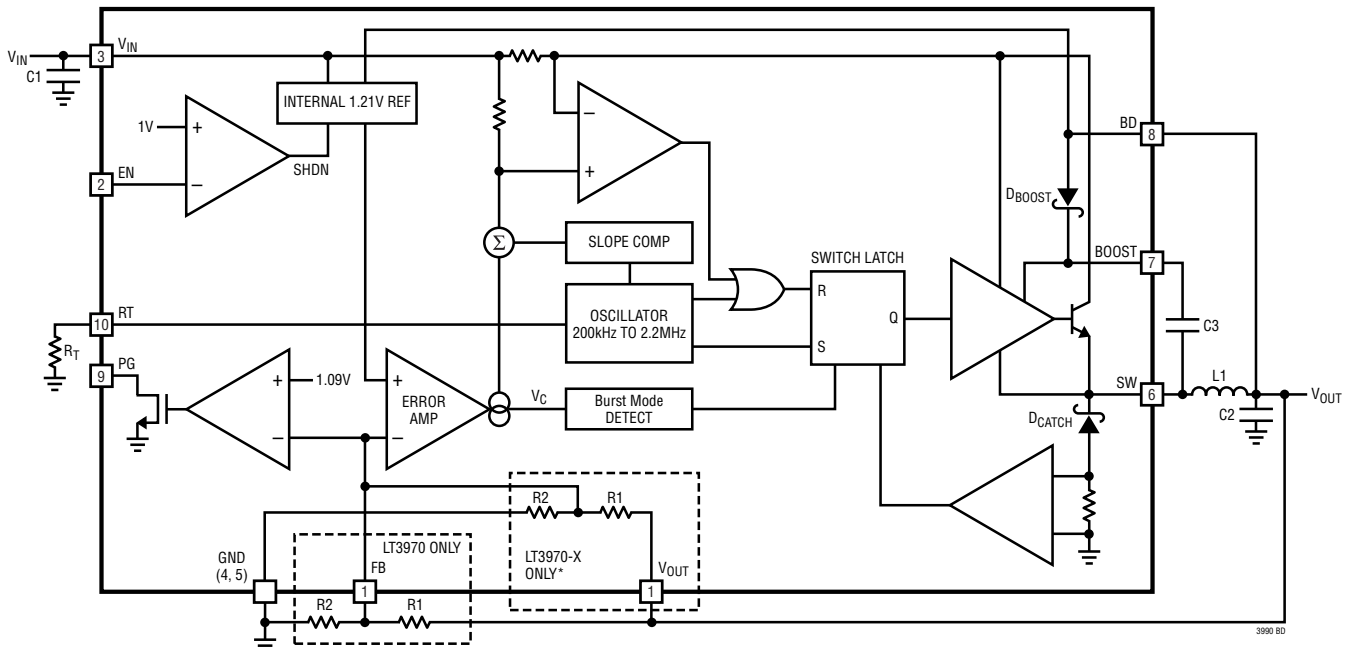 V_IN
C1
3
V_IN
INTERNAL 1.21V REF
1V
+
−
2
EN
SHDN
−
+
Σ
SLOPE COMP
OSCILLATOR
200kHz TO 2.2MHz
SWITCH LATCH
R
Q
S
BD
8
D_BOOST
BOOST
7
C3
SW
6
L1
V_OUT
C2
D_CATCH
10
RT
R_T
9
PG
+
1.09V
−
+
ERROR
AMP
−
V_C
Burst Mode
DETECT
R2
R1
LT3970-X
ONLY*
V_OUT
1
GND
(4, 5)
LT3970 ONLY
FB
1
R2
R1
3990 BD